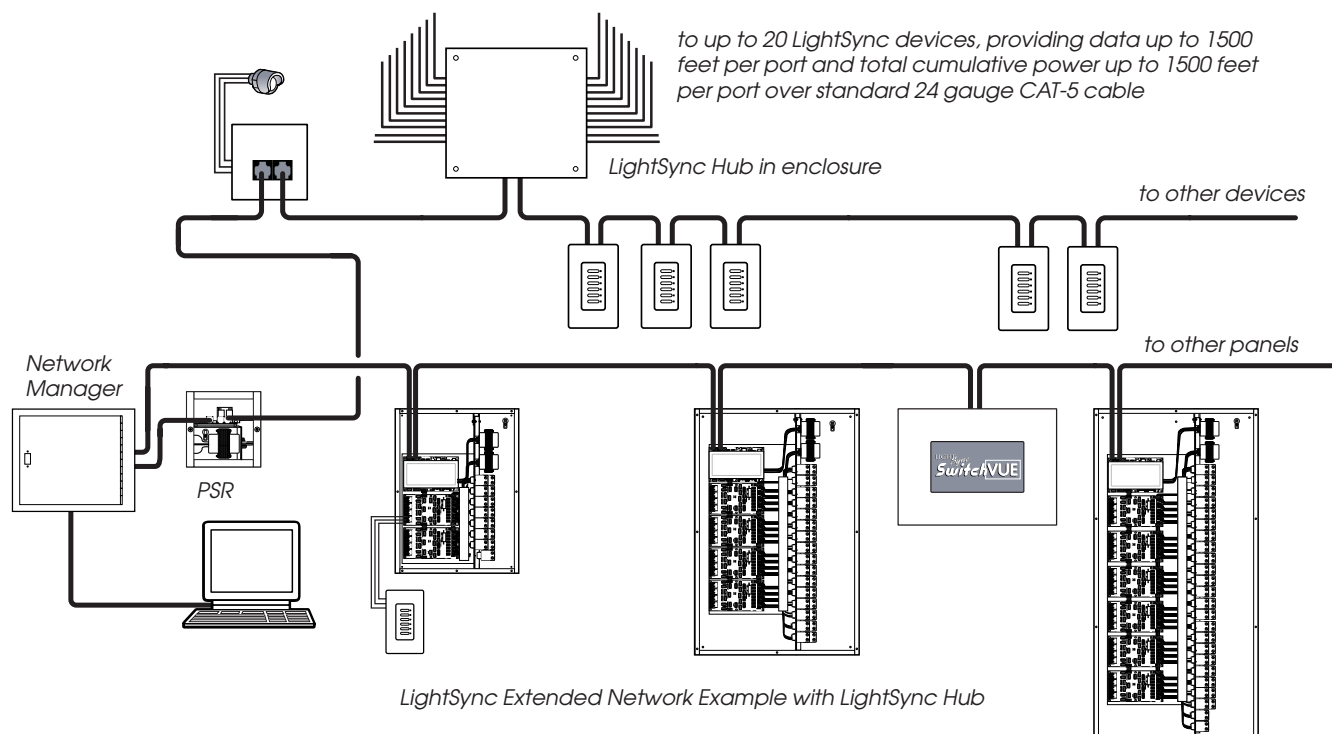 to up to 20 LightSync devices, providing data up to 1500
feet per port and total cumulative power up to 1500 feet
per port over standard 24 gauge CAT-5 cable
LightSync Hub in enclosure
to other devices
to other panels
Network
Manager
PSR
LIGHT Sync
SwitchVUE
LightSync Extended Network Example with LightSync Hub